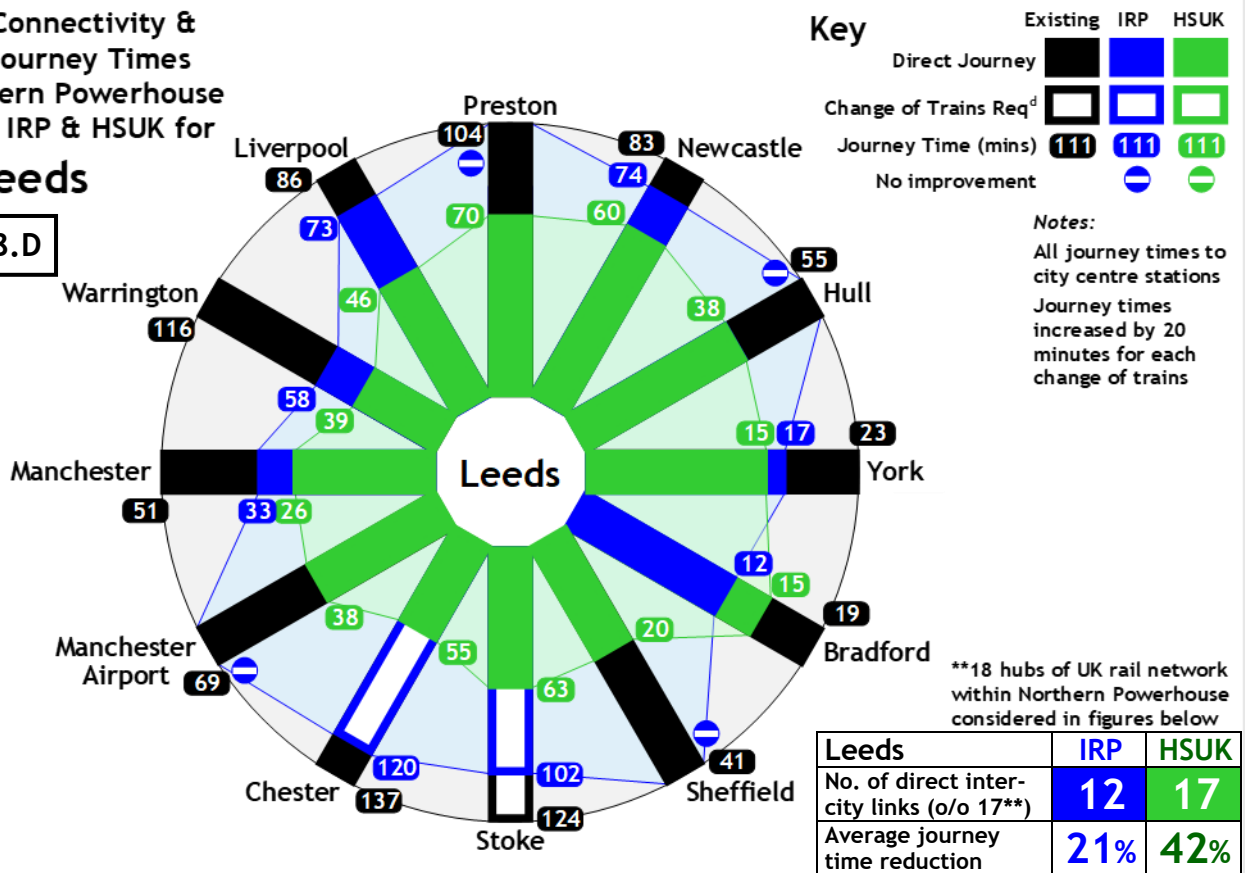 Connectivity &
ourney Times
ern Powerhouse
IRP & HSUK for
eeds
3.D
Key
Existing IRP HSUK
Direct Journey
Change of Trains Reqd
Journey Time (mins) 111 111 111
No improvement
Notes:
All journey times to
city centre stations
Journey times
increased by 20
minutes for each
change of trains
Preston
104
70
Newcastle
83
74
60
Hull
55
38
York
23
17
15
Bradford
19
15
12
Sheffield
41
20
Stoke
124
102
63
Chester
137
120
55
Manchester
Airport
69
38
Manchester
51
33
26
Warrington
116
58
39
Liverpool
86
73
46
Leeds
**18 hubs of UK rail network
within Northern Powerhouse
considered in figures below
Leeds IRP HSUK
No. of direct inter-
city links (o/o 17**) 12 17
Average journey
time reduction 21% 42%